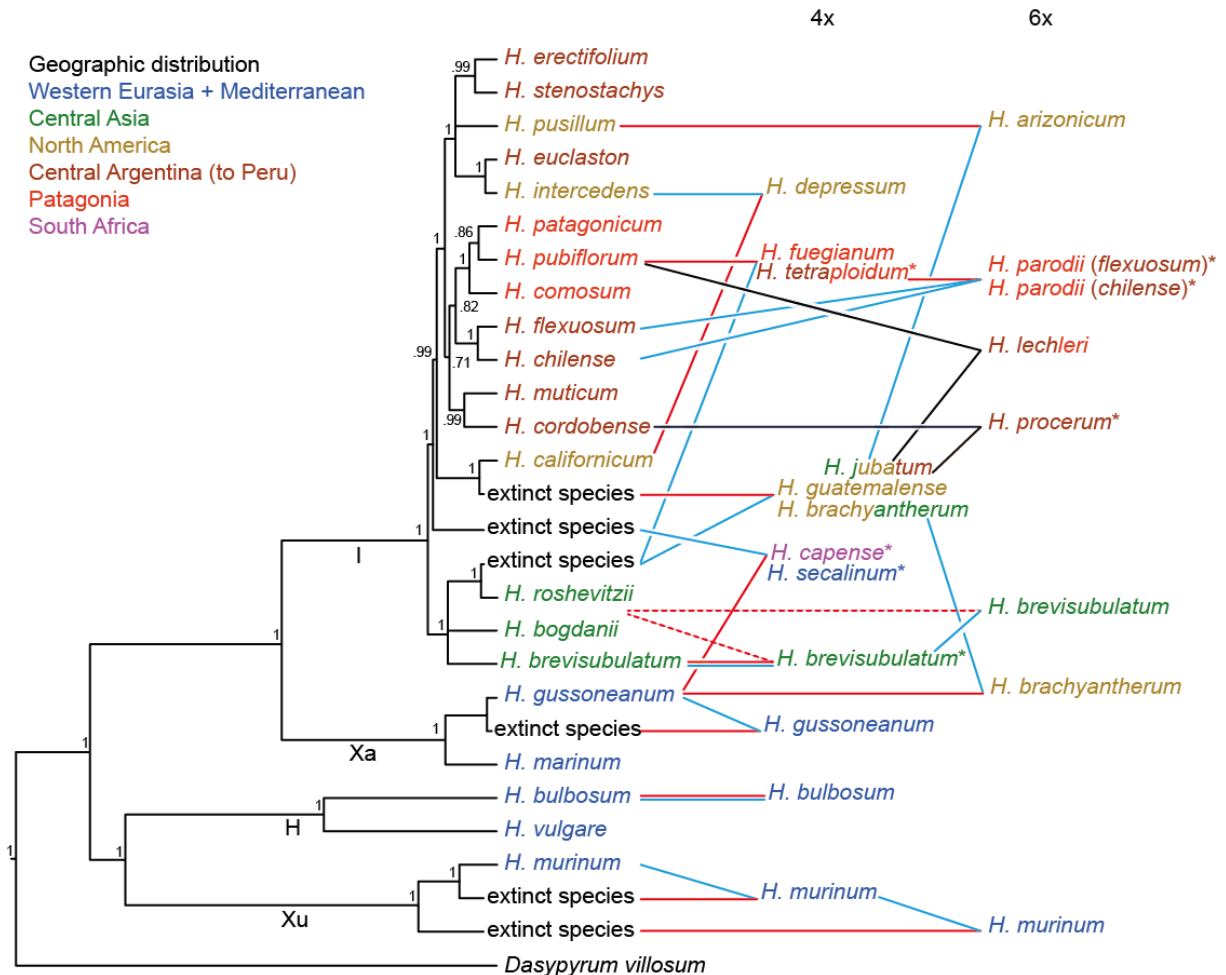 4x 6x
Geographic distribution
Western Eurasia + Mediterranean
Central Asia
North America
Central Argentina (to Peru)
Patagonia
South Africa
.99 H. erectifolium
H. stenostachys
1 H. pusillum H. arizonicum
1 H. euclaston
H. intercedens H. depressum
.86 H. patagonicum
1 H. pubiflorum H. fuegianum
H. tetraploidum*
H. parodii (flexuosum)*
H. parodii (chilense)*
1 H. comosum
.82 H. flexuosum
1 H. chilense H. lechleri
.99 .71
H. muticum
.99 H. cordobense H. procerum*
1 H. californicum H. jubatum
1 extinct species H. guatemalense
H. brachyantherum
1 extinct species
extinct species H. capense*
H. secalinum*
I 1 H. roshevitzii H. brevisubulatum
H. bogdanii
1 H. brevisubulatum H. brevisubulatum*
1 H. gussoneanum H. brachyantherum
extinct species H. gussoneanum
Xa 1 H. marinum
1 H. bulbosum H. bulbosum
H 1 H. vulgare
1 H. murinum
1 extinct species H. murinum
Xu 1 extinct species H. murinum
1 Dasypyrum villosum